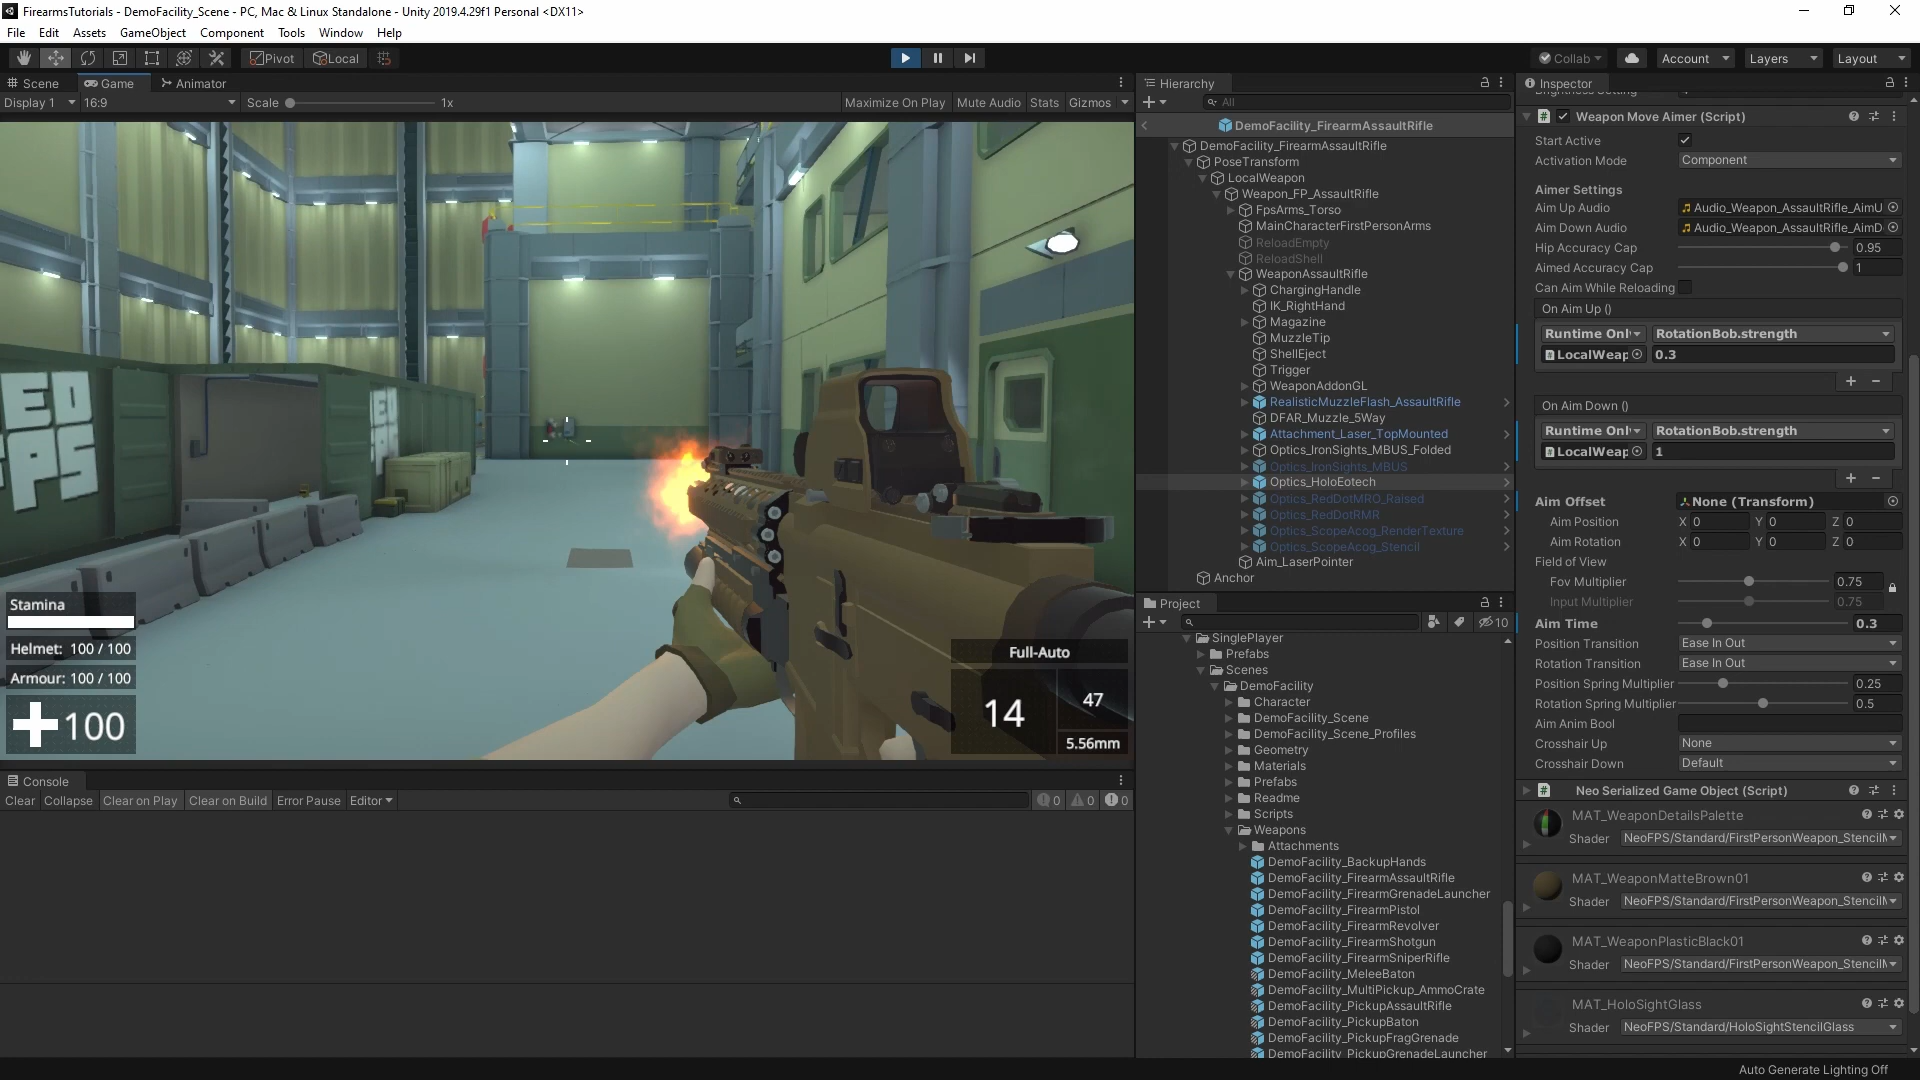 FirearmsTutorials - DemoFacility_Scene - PC, Mac & Linux Standalone - Unity 2019.4.29f1 Personal <DX11>
File Edit Assets GameObject Component Tools Window Help
Pivot Local Collab Account Layers Layout
Scene Game Animator
Display 1 16:9 Scale 1x Maximize On Play Mute Audio Stats Gizmos
ED
FPS
ED
PS
Stamina
Helmet: 100 / 100
Armour: 100 / 100
100
Full-Auto
14
47
5.56mm
Console
Clear Collapse Clear on Play Clear on Build Error Pause Editor 0 0 0
Hierarchy
All
DemoFacility_FirearmAssaultRifle
DemoFacility_FirearmAssaultRifle
PoseTransform
LocalWeapon
Weapon_FP_AssaultRifle
FpsArms_Torso
MainCharacterFirstPersonArms
ReloadEmpty
ReloadShell
WeaponAssaultRifle
ChargingHandle
IK_RightHand
Magazine
MuzzleTip
ShellEject
Trigger
WeaponAddonGL
RealisticMuzzleFlash_AssaultRifle
DFAR_Muzzle_5Way
Attachment_Laser_TopMounted
Optics_IronSights_MBUS_Folded
Optics_IronSights_MBUS
Optics_HoloEotech
Optics_RedDotMRO_Raised
Optics_RedDotRMR
Optics_ScopeAcog_RenderTexture
Optics_ScopeAcog_Stencil
Aim_LaserPointer
Anchor
Project
10
SinglePlayer
Prefabs
Scenes
DemoFacility
Character
DemoFacility_Scene
DemoFacility_Scene_Profiles
Geometry
Materials
Prefabs
Readme
Scripts
Weapons
Attachments
DemoFacility_BackupHands
DemoFacility_FirearmAssaultRifle
DemoFacility_FirearmGrenadeLauncher
DemoFacility_FirearmPistol
DemoFacility_FirearmRevolver
DemoFacility_FirearmShotgun
DemoFacility_FirearmSniperRifle
DemoFacility_MeleeBaton
DemoFacility_MultiPickup_AmmoCrate
DemoFacility_PickupAssaultRifle
DemoFacility_PickupBaton
DemoFacility_PickupFragGrenade
DemoFacility_PickupGrenadeLauncher
Inspector
Weapon Move Aimer (Script)
Start Active
Activation Mode Component
Aimer Settings
Aim Up Audio Audio_Weapon_AssaultRifle_AimU
Aim Down Audio Audio_Weapon_AssaultRifle_AimD
Hip Accuracy Cap 0.95
Aimed Accuracy Cap 1
Can Aim While Reloading
On Aim Up ()
Runtime Onl RotationBob.strength
LocalWeap 0.3
On Aim Down ()
Runtime Onl RotationBob.strength
LocalWeap 1
Aim Offset None (Transform)
Aim Position X 0 Y 0 Z 0
Aim Rotation X 0 Y 0 Z 0
Field of View
Fov Multiplier 0.75
Input Multiplier 0.75
Aim Time 0.3
Position Transition Ease In Out
Rotation Transition Ease In Out
Position Spring Multiplier 0.25
Rotation Spring Multiplier 0.5
Aim Anim Bool
Crosshair Up None
Crosshair Down Default
Neo Serialized Game Object (Script)
MAT_WeaponDetailsPalette
Shader NeoFPS/Standard/FirstPersonWeapon_StencilM
MAT_WeaponMatteBrown01
Shader NeoFPS/Standard/FirstPersonWeapon_StencilM
MAT_WeaponPlasticBlack01
Shader NeoFPS/Standard/FirstPersonWeapon_StencilM
MAT_HoloSightGlass
Shader NeoFPS/Standard/HoloSightStencilGlass
Auto Generate Lighting Off